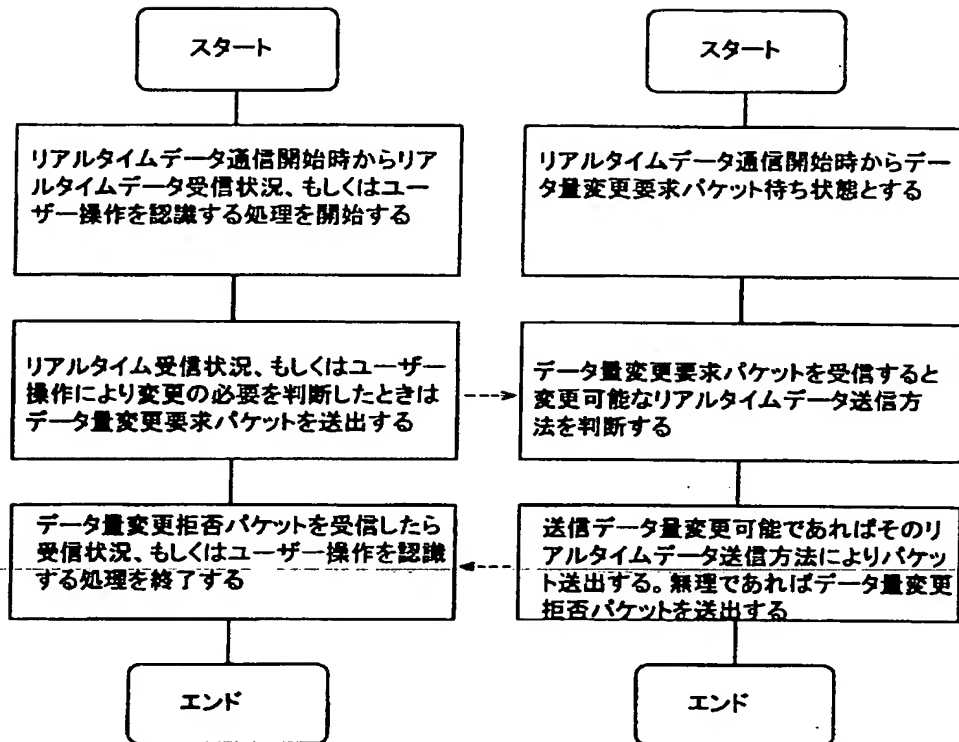 スタート
リアルタイムデータ通信開始時からリア
ルタイムデータ受信状況、もしくはユー
ザー操作を認識する処理を開始する
リアルタイム受信状況、もしくはユーザー
操作により変更の必要を判断したときは
データ量変更要求パケットを送出する
データ量変更拒否パケットを受信したら
受信状況、もしくはユーザー操作を認識
する処理を終了する
エンド
スタート
リアルタイムデータ通信開始時からデー
タ量変更要求パケット待ち状態とする
データ量変更要求パケットを受信すると
変更可能なリアルタイムデータ送信方
法を判断する
送信データ量変更可能であればそのリ
アルタイムデータ送信方法によりパケッ
ト送出する。無理であればデータ量変更
拒否パケットを送出する
エンド